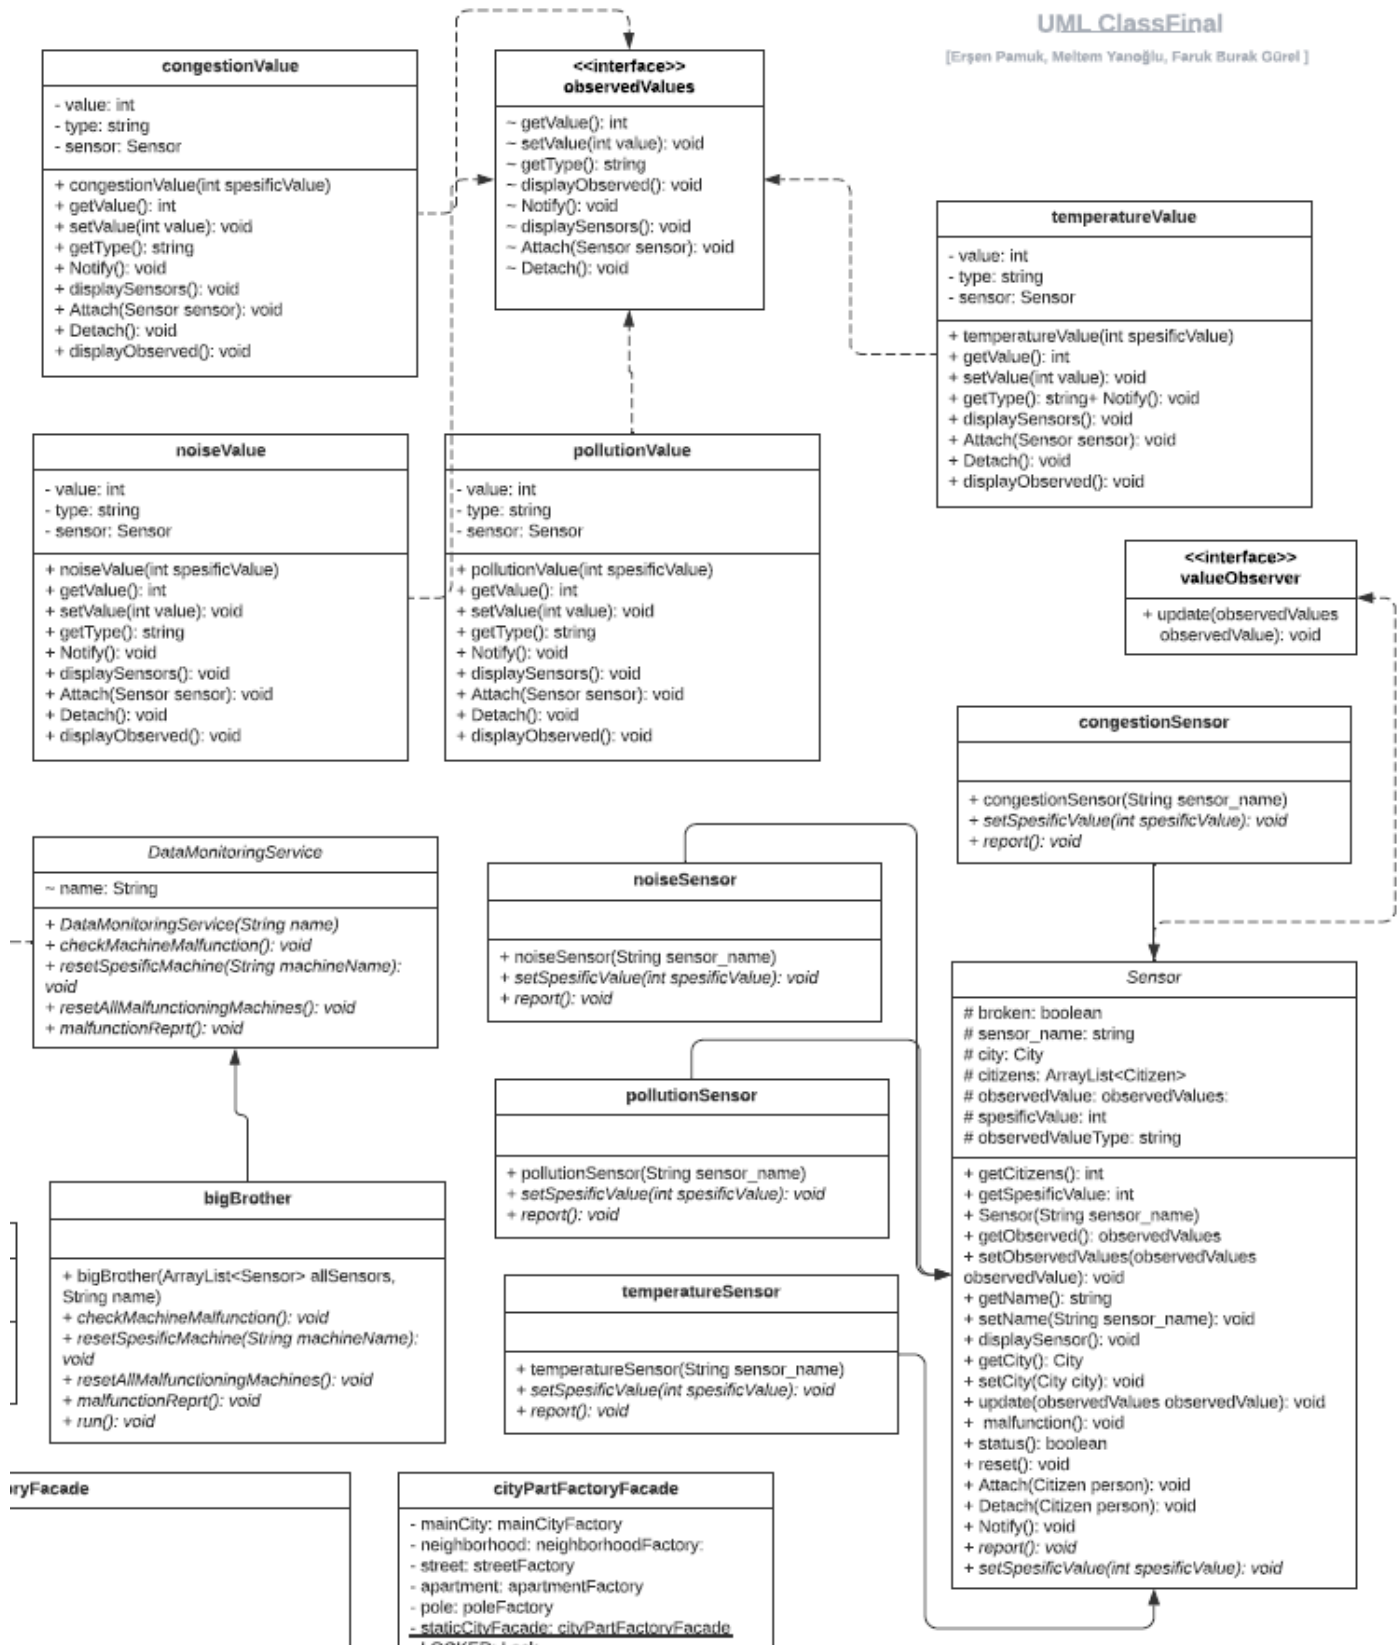 UML ClassFinal
[Erşen Pamuk, Meltem Yanoğlu, Faruk Burak Gürel ]
congestionValue
- value: int
- type: string
- sensor: Sensor
+ congestionValue(int spesificValue)
+ getValue(): int
+ setValue(int value): void
+ getType(): string
+ Notify(): void
+ displaySensors(): void
+ Attach(Sensor sensor): void
+ Detach(): void
+ displayObserved(): void
<<interface>>
observedValues
~ getValue(): int
~ setValue(int value): void
~ getType(): string
~ displayObserved(): void
~ Notify(): void
~ displaySensors(): void
~ Attach(Sensor sensor): void
~ Detach(): void
temperatureValue
- value: int
- type: string
- sensor: Sensor
+ temperatureValue(int spesificValue)
+ getValue(): int
+ setValue(int value): void
+ getType(): string+ Notify(): void
+ displaySensors(): void
+ Attach(Sensor sensor): void
+ Detach(): void
+ displayObserved(): void
noiseValue
- value: int
- type: string
- sensor: Sensor
+ noiseValue(int spesificValue)
+ getValue(): int
+ setValue(int value): void
+ getType(): string
+ Notify(): void
+ displaySensors(): void
+ Attach(Sensor sensor): void
+ Detach(): void
+ displayObserved(): void
pollutionValue
- value: int
- type: string
- sensor: Sensor
+ pollutionValue(int spesificValue)
+ getValue(): int
+ setValue(int value): void
+ getType(): string
+ Notify(): void
+ displaySensors(): void
+ Attach(Sensor sensor): void
+ Detach(): void
+ displayObserved(): void
<<interface>>
valueObserver
+ update(observedValues
observedValue): void
congestionSensor
+ congestionSensor(String sensor_name)
+ setSpesificValue(int spesificValue): void
+ report(): void
DataMonitoringService
~ name: String
+ DataMonitoringService(String name)
+ checkMachineMalfunction(): void
+ resetSpesificMachine(String machineName):
void
+ resetAllMalfunctioningMachines(): void
+ malfunctionReprt(): void
noiseSensor
+ noiseSensor(String sensor_name)
+ setSpesificValue(int spesificValue): void
+ report(): void
pollutionSensor
+ pollutionSensor(String sensor_name)
+ setSpesificValue(int spesificValue): void
+ report(): void
Sensor
# broken: boolean
# sensor_name: string
# city: City
# citizens: ArrayList<Citizen>
# observedValue: observedValues:
# spesificValue: int
# observedValueType: string
+ getCitizens(): int
+ getSpesificValue: int
+ Sensor(String sensor_name)
+ getObserved(): observedValues
+ setObservedValues(observedValues
observedValue): void
+ getName(): string
+ setName(String sensor_name): void
+ displaySensor(): void
+ getCity(): City
+ setCity(City city): void
+ update(observedValues observedValue): void
+ malfunction(): void
+ status(): boolean
+ reset(): void
+ Attach(Citizen person): void
+ Detach(Citizen person): void
+ Notify(): void
+ report(): void
+ setSpesificValue(int spesificValue): void
bigBrother
+ bigBrother(ArrayList<Sensor> allSensors,
String name)
+ checkMachineMalfunction(): void
+ resetSpesificMachine(String machineName):
void
+ resetAllMalfunctioningMachines(): void
+ malfunctionReprt(): void
+ run(): void
temperatureSensor
+ temperatureSensor(String sensor_name)
+ setSpesificValue(int spesificValue): void
+ report(): void
ryFacade
cityPartFactoryFacade
- mainCity: mainCityFactory
- neighborhood: neighborhoodFactory:
- street: streetFactory
- apartment: apartmentFactory
- pole: poleFactory
- staticCityFacade: cityPartFactoryFacade